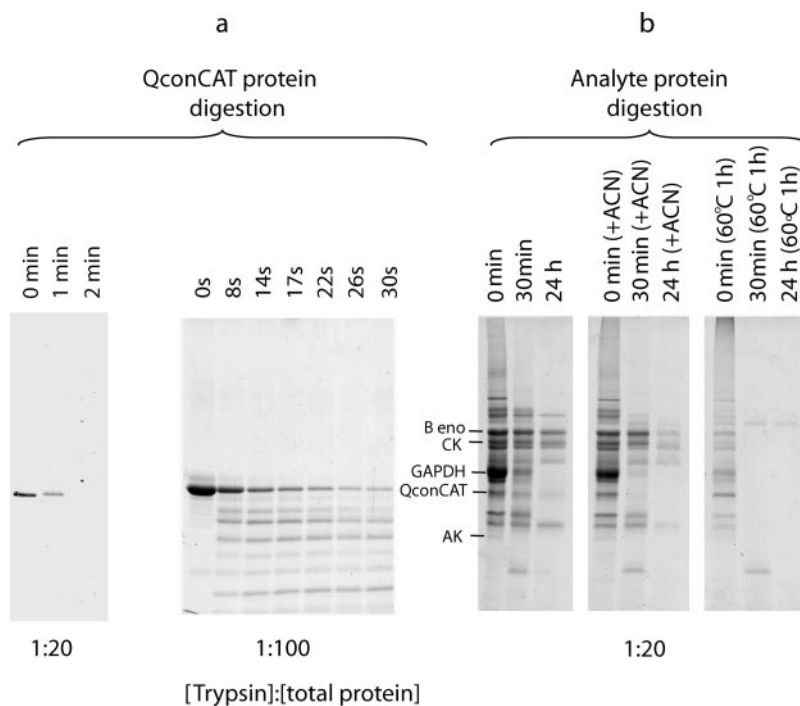 a
QconCAT protein
digestion
0 min
1 min
2 min
0s
8s
14s
17s
22s
26s
30s
1:20
1:100
[Trypsin]:[total protein]
b
Analyte protein
digestion
0 min
30min
24 h
0 min (+ACN)
30 min (+ACN)
24 h (+ACN)
0 min (60°C 1h)
30min (60°C 1h)
24 h (60°C 1h)
B eno
CK
GAPDH
QconCAT
AK
1:20